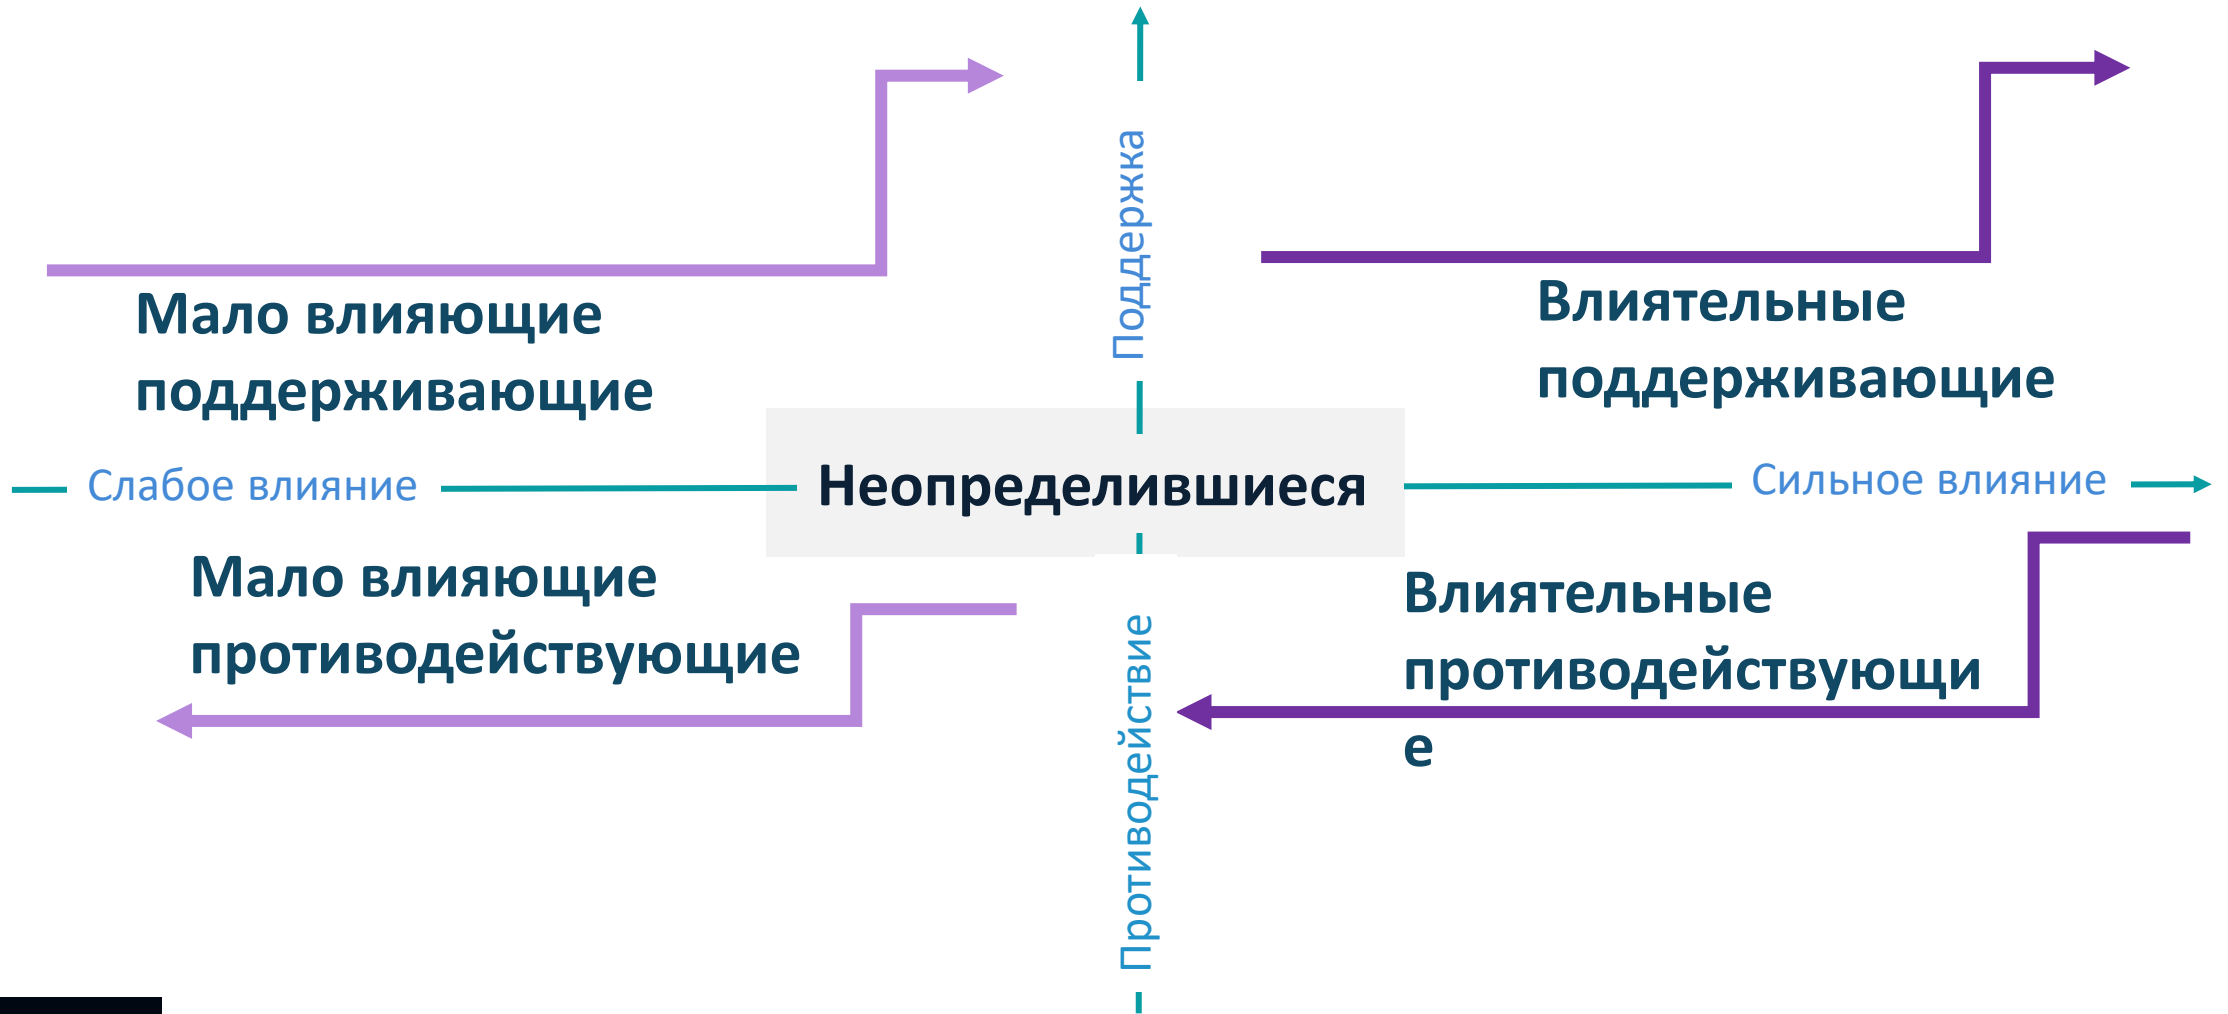 Поддержка
Мало влияющие
поддерживающие
Влиятельные
поддерживающие
Слабое влияние
Неопределившиеся
Сильное влияние
Мало влияющие
противодействующие
Влиятельные
противодействующи
е
Противодействие